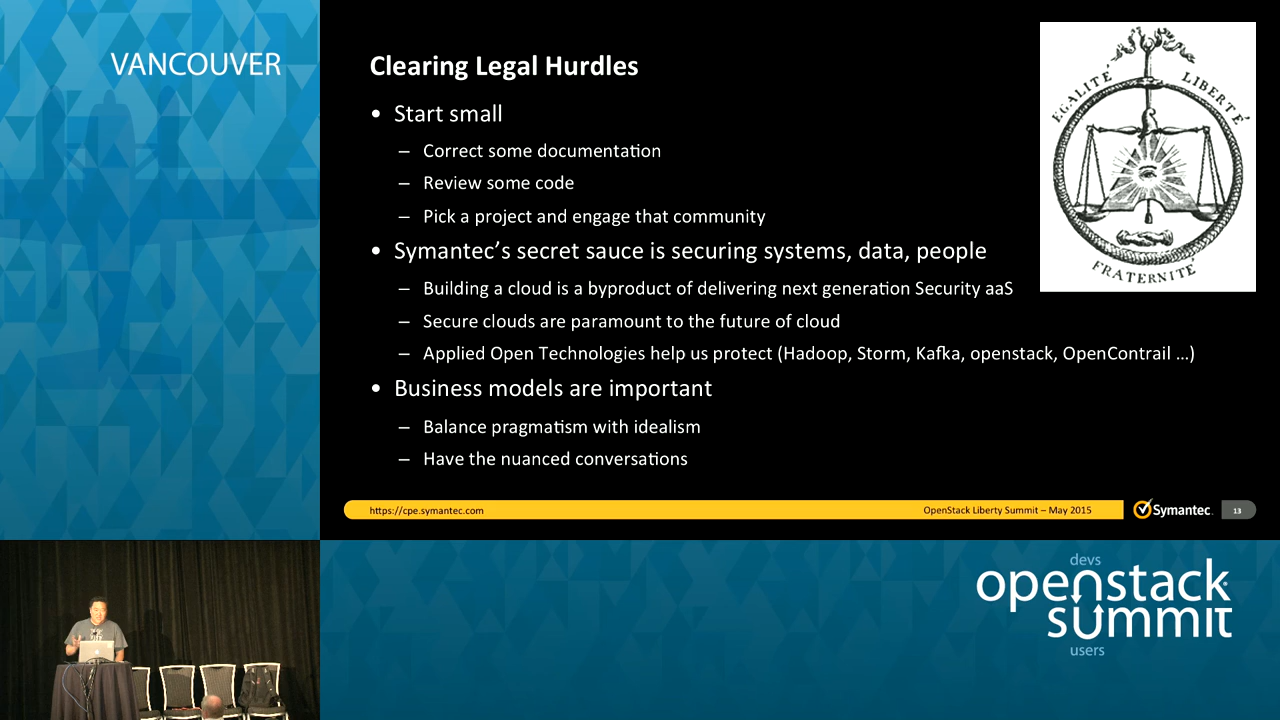 VANCOUVER
Clearing Legal Hurdles
• Start small
– Correct some documentation
– Review some code
– Pick a project and engage that community
• Symantec’s secret sauce is securing systems, data, people
– Building a cloud is a byproduct of delivering next generation Security aaS
– Secure clouds are paramount to the future of cloud
– Applied Open Technologies help us protect (Hadoop, Storm, Kafka, openstack, OpenContrail ...)
• Business models are important
– Balance pragmatism with idealism
– Have the nuanced conversations
EGALITÉ LIBERTÉ
FRATERNITÉ
https://cpe.symantec.com OpenStack Liberty Summit – May 2015 Symantec. 13
devs
openstack
summit
users